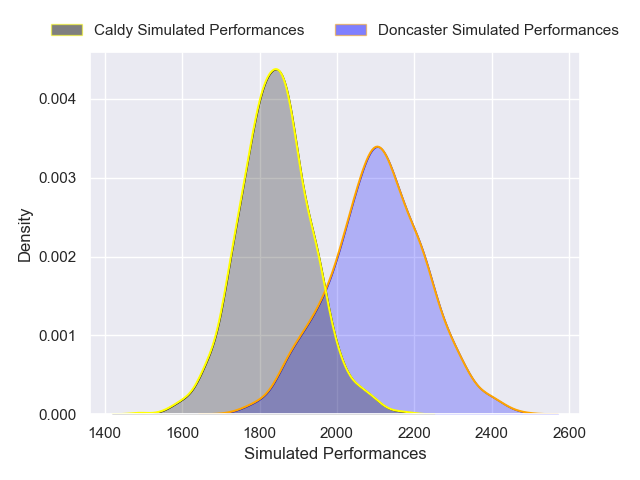 Caldy Simulated Performances Doncaster Simulated Performances
0.004
0.003
0.002
0.001
0.000
Density
1400 1600 1800 2000 2200 2400 2600
Simulated Performances